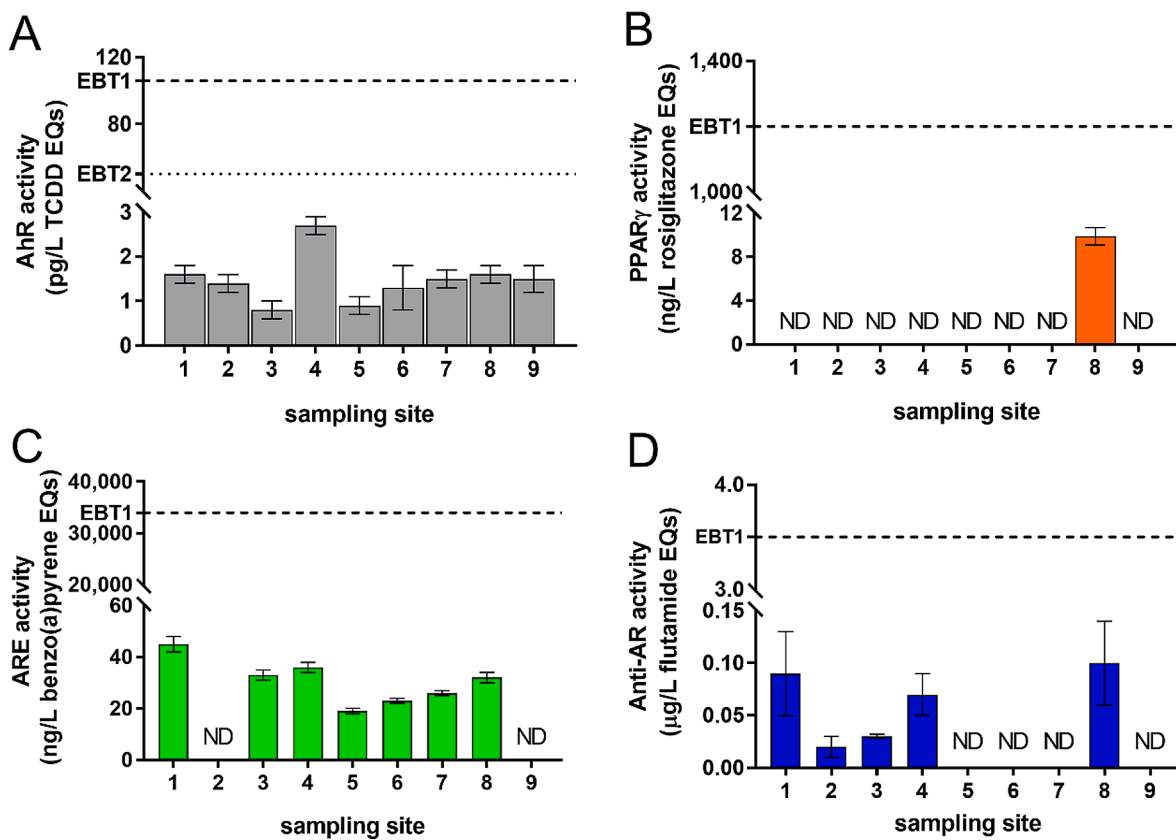 A
AhR activity
(pg/L TCDD EQs)
120
EBT1
80
EBT2
3
2
1
0
1 2 3 4 5 6 7 8 9
sampling site
B
PPARγ activity
(ng/L rosiglitazone EQs)
1,400
EBT1
1,000
12
8
4
0
ND ND ND ND ND ND ND ND
1 2 3 4 5 6 7 8 9
sampling site
C
ARE activity
(ng/L benzo(a)pyrene EQs)
40,000
EBT1
30,000
20,000
60
40
20
0
ND ND
1 2 3 4 5 6 7 8 9
sampling site
D
Anti-AR activity
(µg/L flutamide EQs)
4.0
EBT1
3.0
0.15
0.10
0.05
0.00
ND ND ND ND
1 2 3 4 5 6 7 8 9
sampling site